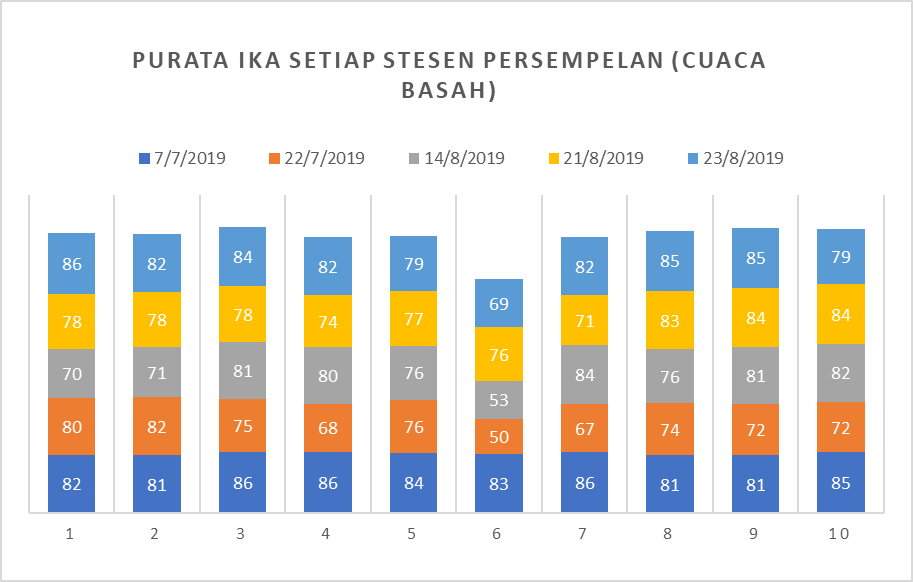 PURATA IKA SETIAP STESEN PERSEMPELAN (CUACA
BASAH)
7/7/2019 22/7/2019 14/8/2019 21/8/2019 23/8/2019
86 82 84 82 79 69 82 85 85 79
78 78 78 74 77 76 71 83 84 84
70 71 81 80 76 53 84 76 81 82
80 82 75 68 76 50 67 74 72 72
82 81 86 86 84 83 86 81 81 85
1 2 3 4 5 6 7 8 9 10